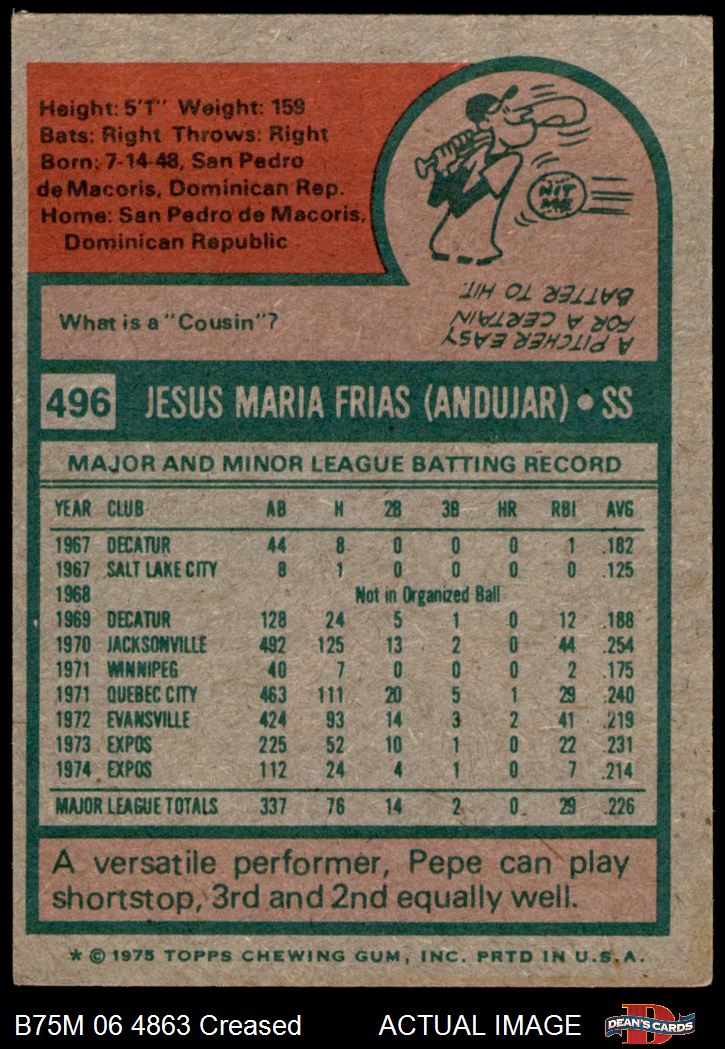 Height: 5'1" Weight: 159
Bats: Right Throws: Right
Born: 7-14-48, San Pedro
de Macoris, Dominican Rep.
Home: San Pedro de Macoris,
Dominican Republic
HIT
ME
What is a "Cousin"?
A PITCHER EASY
FOR A CERTAIN
BATTER TO HIT.
496 JESUS MARIA FRIAS (ANDUJAR) • SS
MAJOR AND MINOR LEAGUE BATTING RECORD
YEAR CLUB AB H 2B 3B HR RBI AVG
1967 DECATUR 44 8 0 0 0 1 .182
1967 SALT LAKE CITY 8 1 0 0 0 0 .125
1968 Not in Organized Ball
1969 DECATUR 128 24 5 1 0 12 .188
1970 JACKSONVILLE 492 125 13 2 0 44 .254
1971 WINNIPEG 40 7 0 0 0 2 .175
1971 QUEBEC CITY 463 111 20 5 1 29 .240
1972 EVANSVILLE 424 93 14 3 2 41 .219
1973 EXPOS 225 52 10 1 0 22 .231
1974 EXPOS 112 24 4 1 0 7 .214
MAJOR LEAGUE TOTALS 337 76 14 2 0 29 .226
A versatile performer, Pepe can play
shortstop, 3rd and 2nd equally well.
* © 1975 TOPPS CHEWING GUM, INC. PRTD IN U.S.A.
B75M 06 4863 Creased ACTUAL IMAGE
DEAN'S CARDS